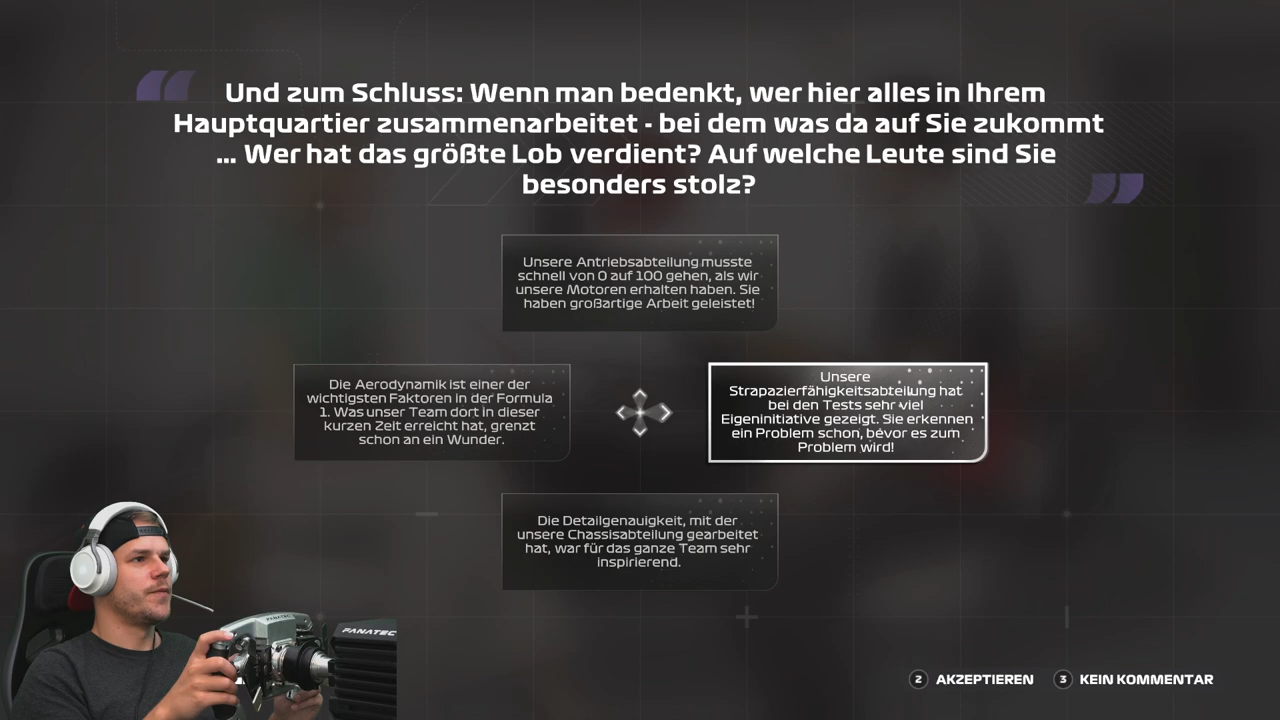 Und zum Schluss: Wenn man bedenkt, wer hier alles in Ihrem
Hauptquartier zusammenarbeitet - bei dem was da auf Sie zukommt
... Wer hat das größte Lob verdient? Auf welche Leute sind Sie
besonders stolz?
Unsere Antriebsabteilung musste
schnell von 0 auf 100 gehen, als wir
unsere Motoren erhalten haben. Sie
haben großartige Arbeit geleistet!
Die Aerodynamik ist einer der
wichtigsten Faktoren in der Formula
1. Was unser Team dort in dieser
kurzen Zeit erreicht hat, grenzt
schon an ein Wunder.
Unsere
Strapazierfähigkeitsabteilung hat
bei den Tests sehr viel
Eigeninitiative gezeigt. Sie erkennen
ein Problem schon, bevor es zum
Problem wird!
Die Detailgenauigkeit, mit der
unsere Chassisabteilung gearbeitet
hat, war für das ganze Team sehr
inspirierend.
FANATEC
FANATEC
2 AKZEPTIEREN 3 KEIN KOMMENTAR